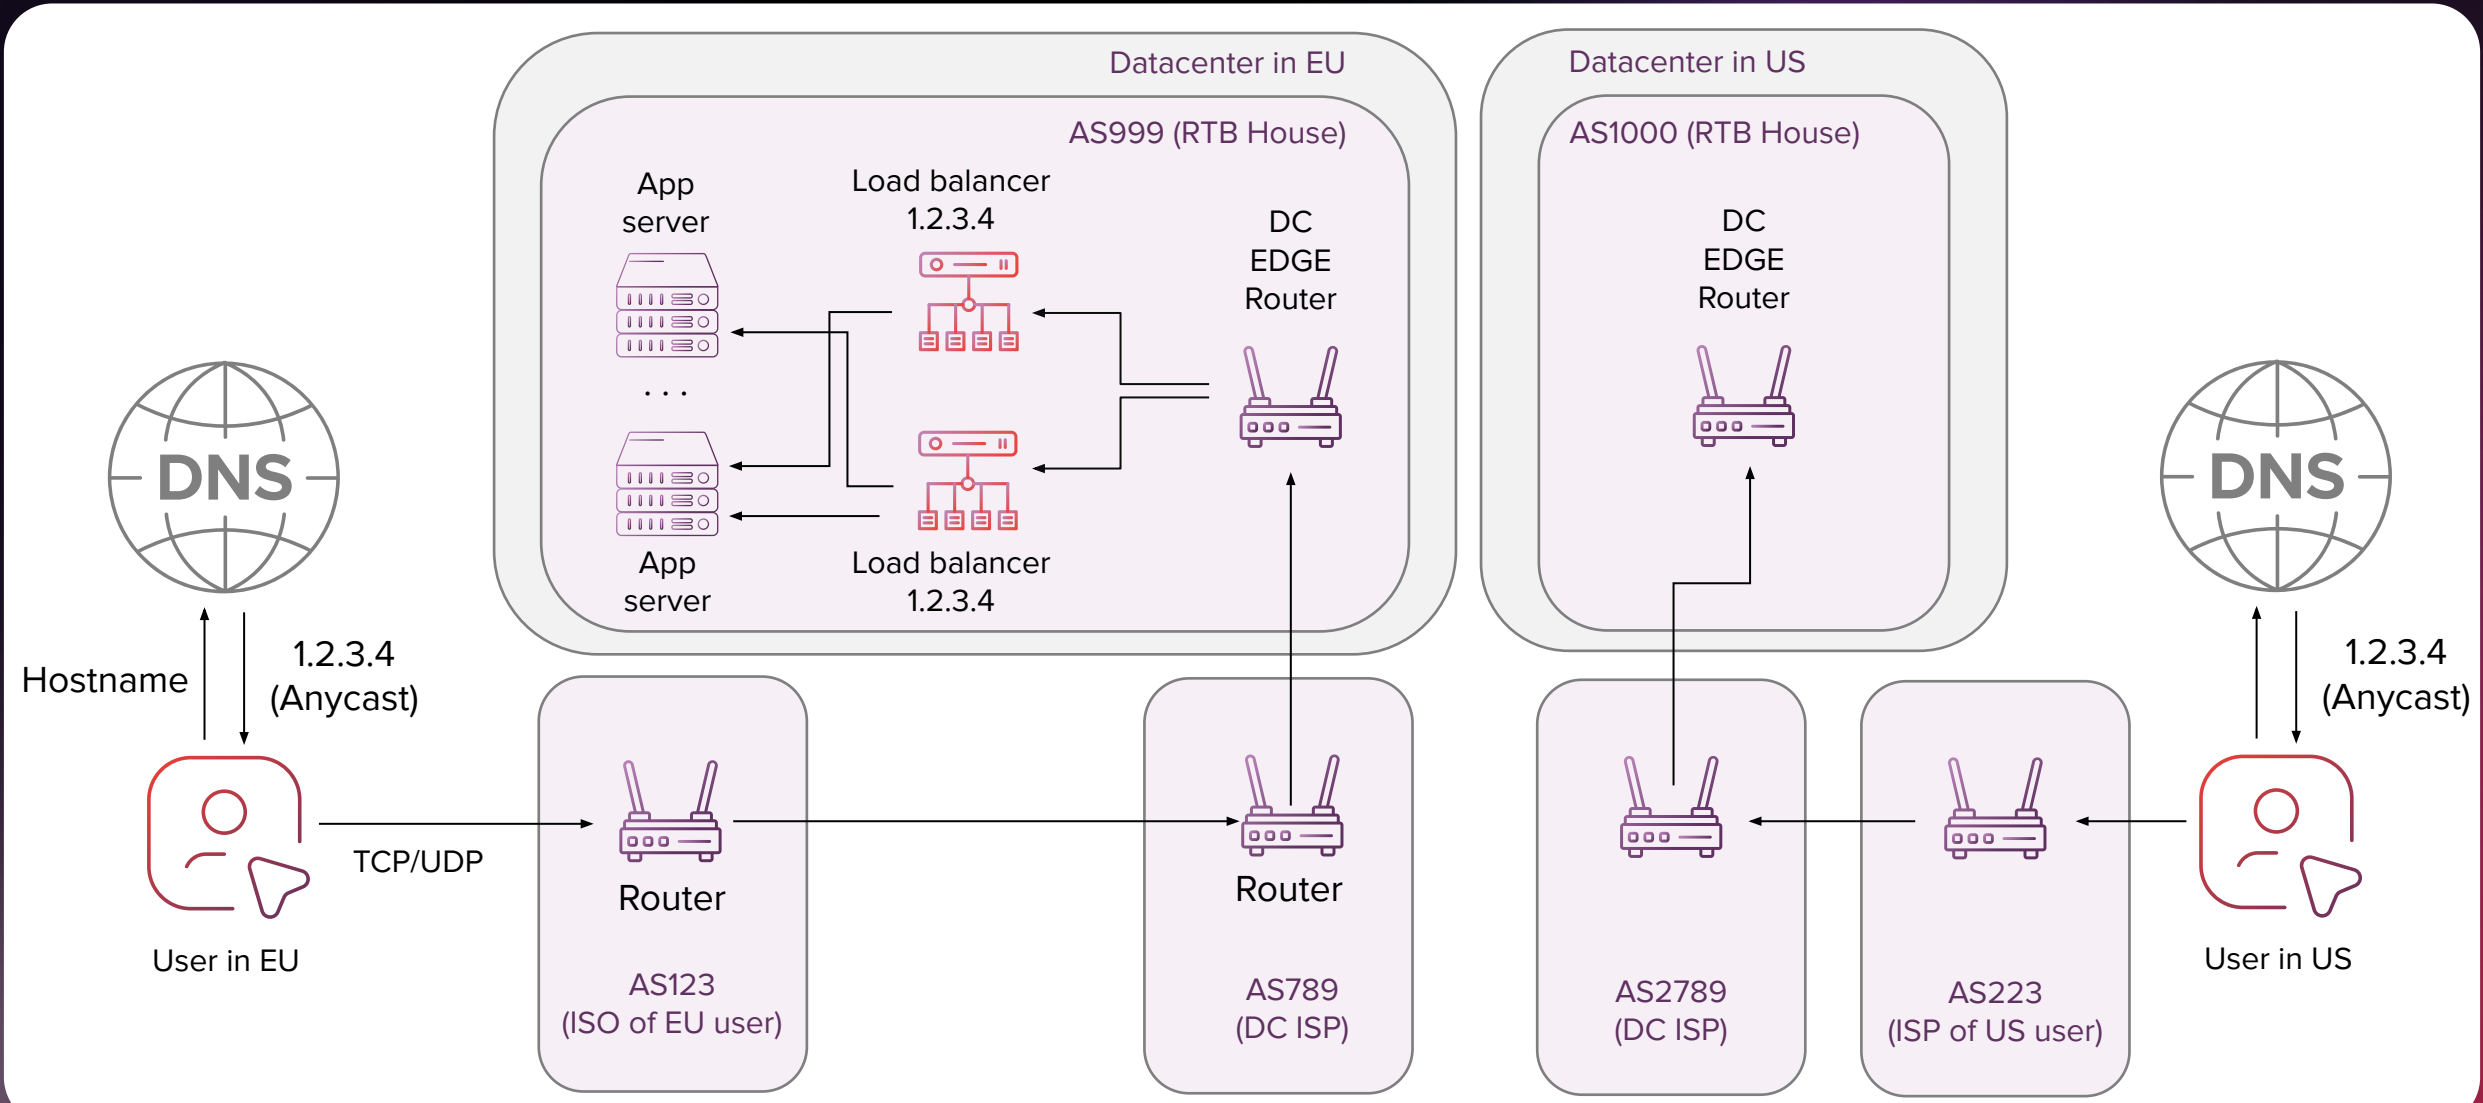 Datacenter in EU
AS999 (RTB House)
App
server
Load balancer
1.2.3.4
DC
EDGE
Router
. . .
App
server
Load balancer
1.2.3.4
Datacenter in US
AS1000 (RTB House)
DC
EDGE
Router
DNS
Hostname
1.2.3.4
(Anycast)
User in EU
TCP/UDP
Router
AS123
(ISO of EU user)
Router
AS789
(DC ISP)
AS2789
(DC ISP)
AS223
(ISP of US user)
DNS
1.2.3.4
(Anycast)
User in US